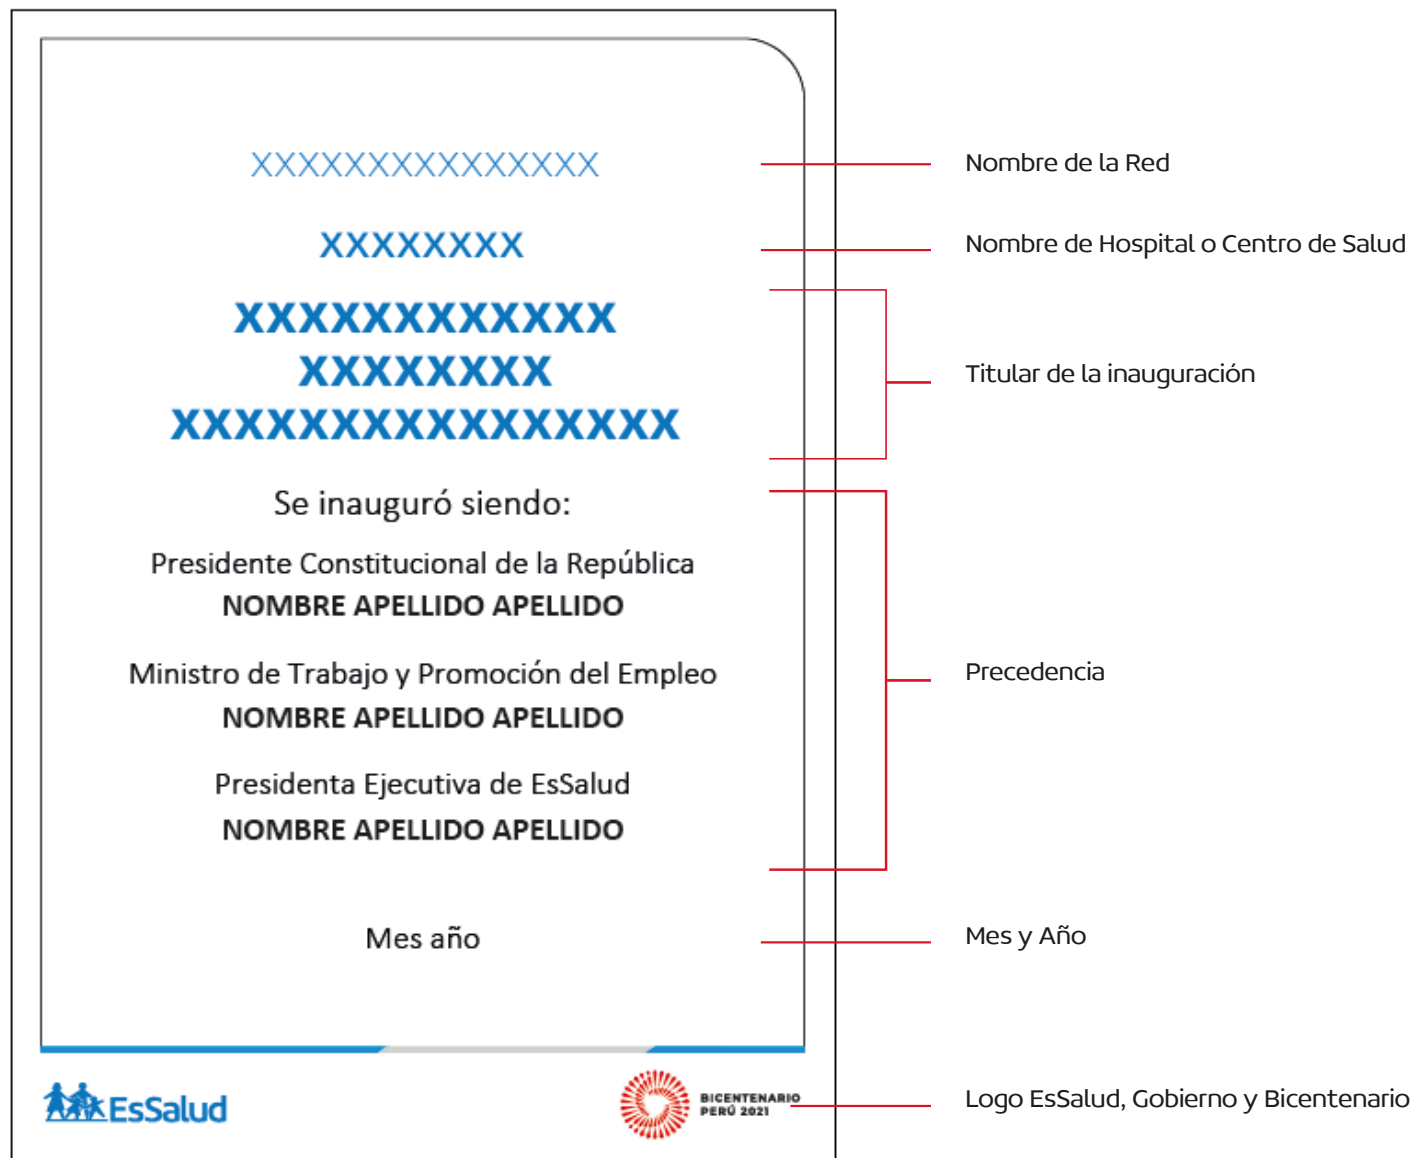 XXXXXXXXXXXXXXX
XXXXXXXX
XXXXXXXXXXXX
XXXXXXXX
XXXXXXXXXXXXXXXX
Se inauguró siendo:
Presidente Constitucional de la República
NOMBRE APELLIDO APELLIDO
Ministro de Trabajo y Promoción del Empleo
NOMBRE APELLIDO APELLIDO
Presidenta Ejecutiva de EsSalud
NOMBRE APELLIDO APELLIDO
Mes año
EsSalud
BICENTENARIO
PERÚ 2021
Nombre de la Red
Nombre de Hospital o Centro de Salud
Titular de la inauguración
Precedencia
Mes y Año
Logo EsSalud, Gobierno y Bicentenario